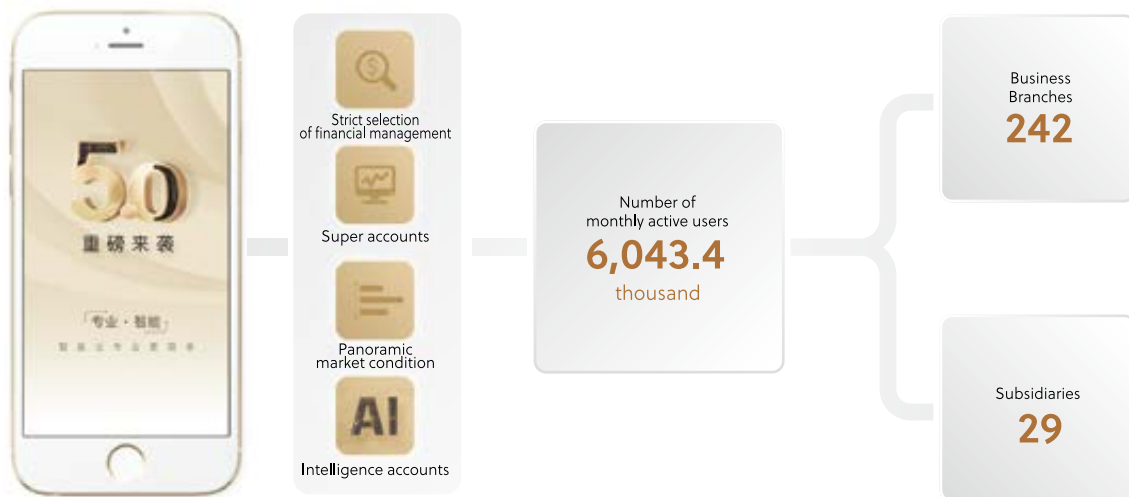 5.0
重磅来袭
专业·智能
Strict selection
of financial management
Super accounts
Panoramic
market condition
AI
Intelligence accounts
Number of
monthly active users
6,043.4
thousand
Business
Branches
242
Subsidiaries
29